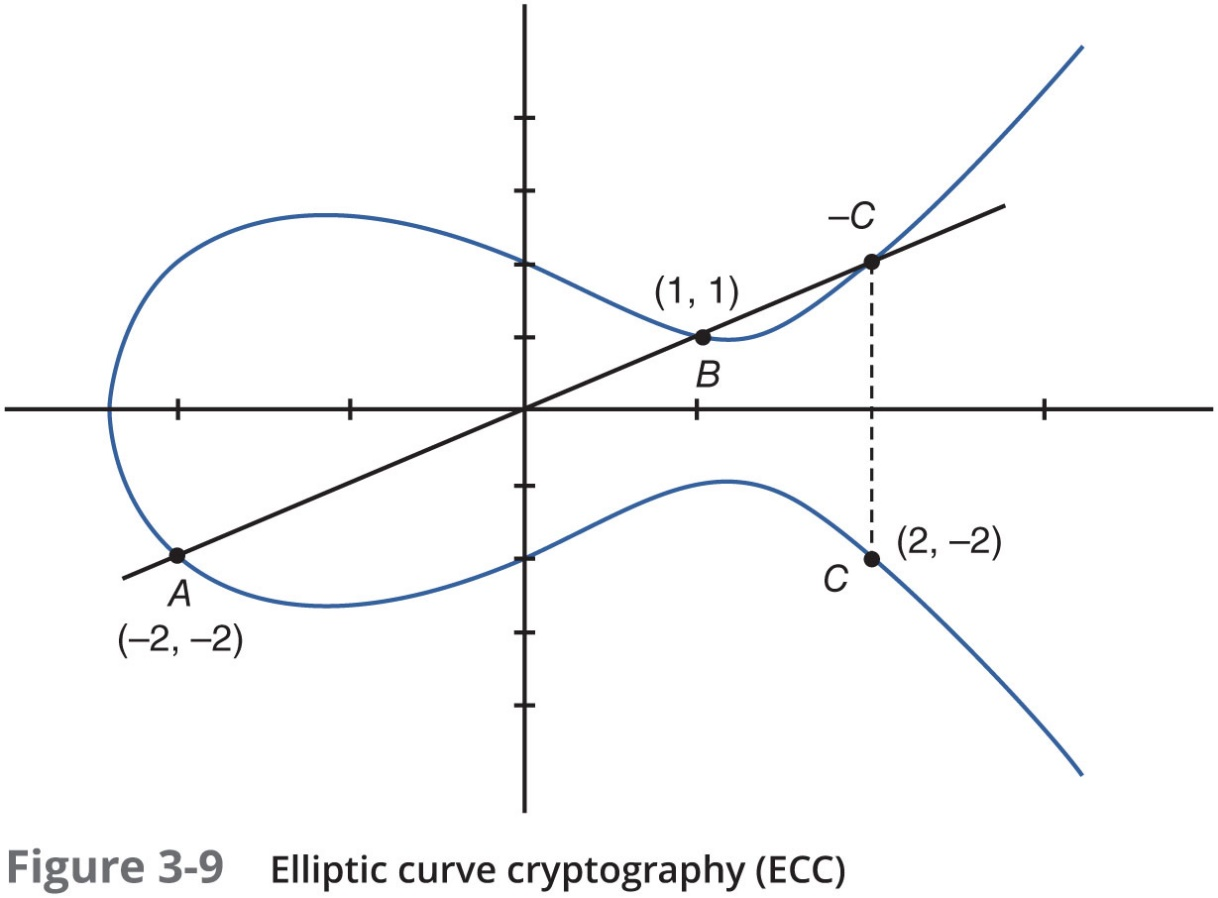 –C
(1, 1)
B
(2, –2)
C
A
(–2, –2)
Figure 3-9 Elliptic curve cryptography (ECC)